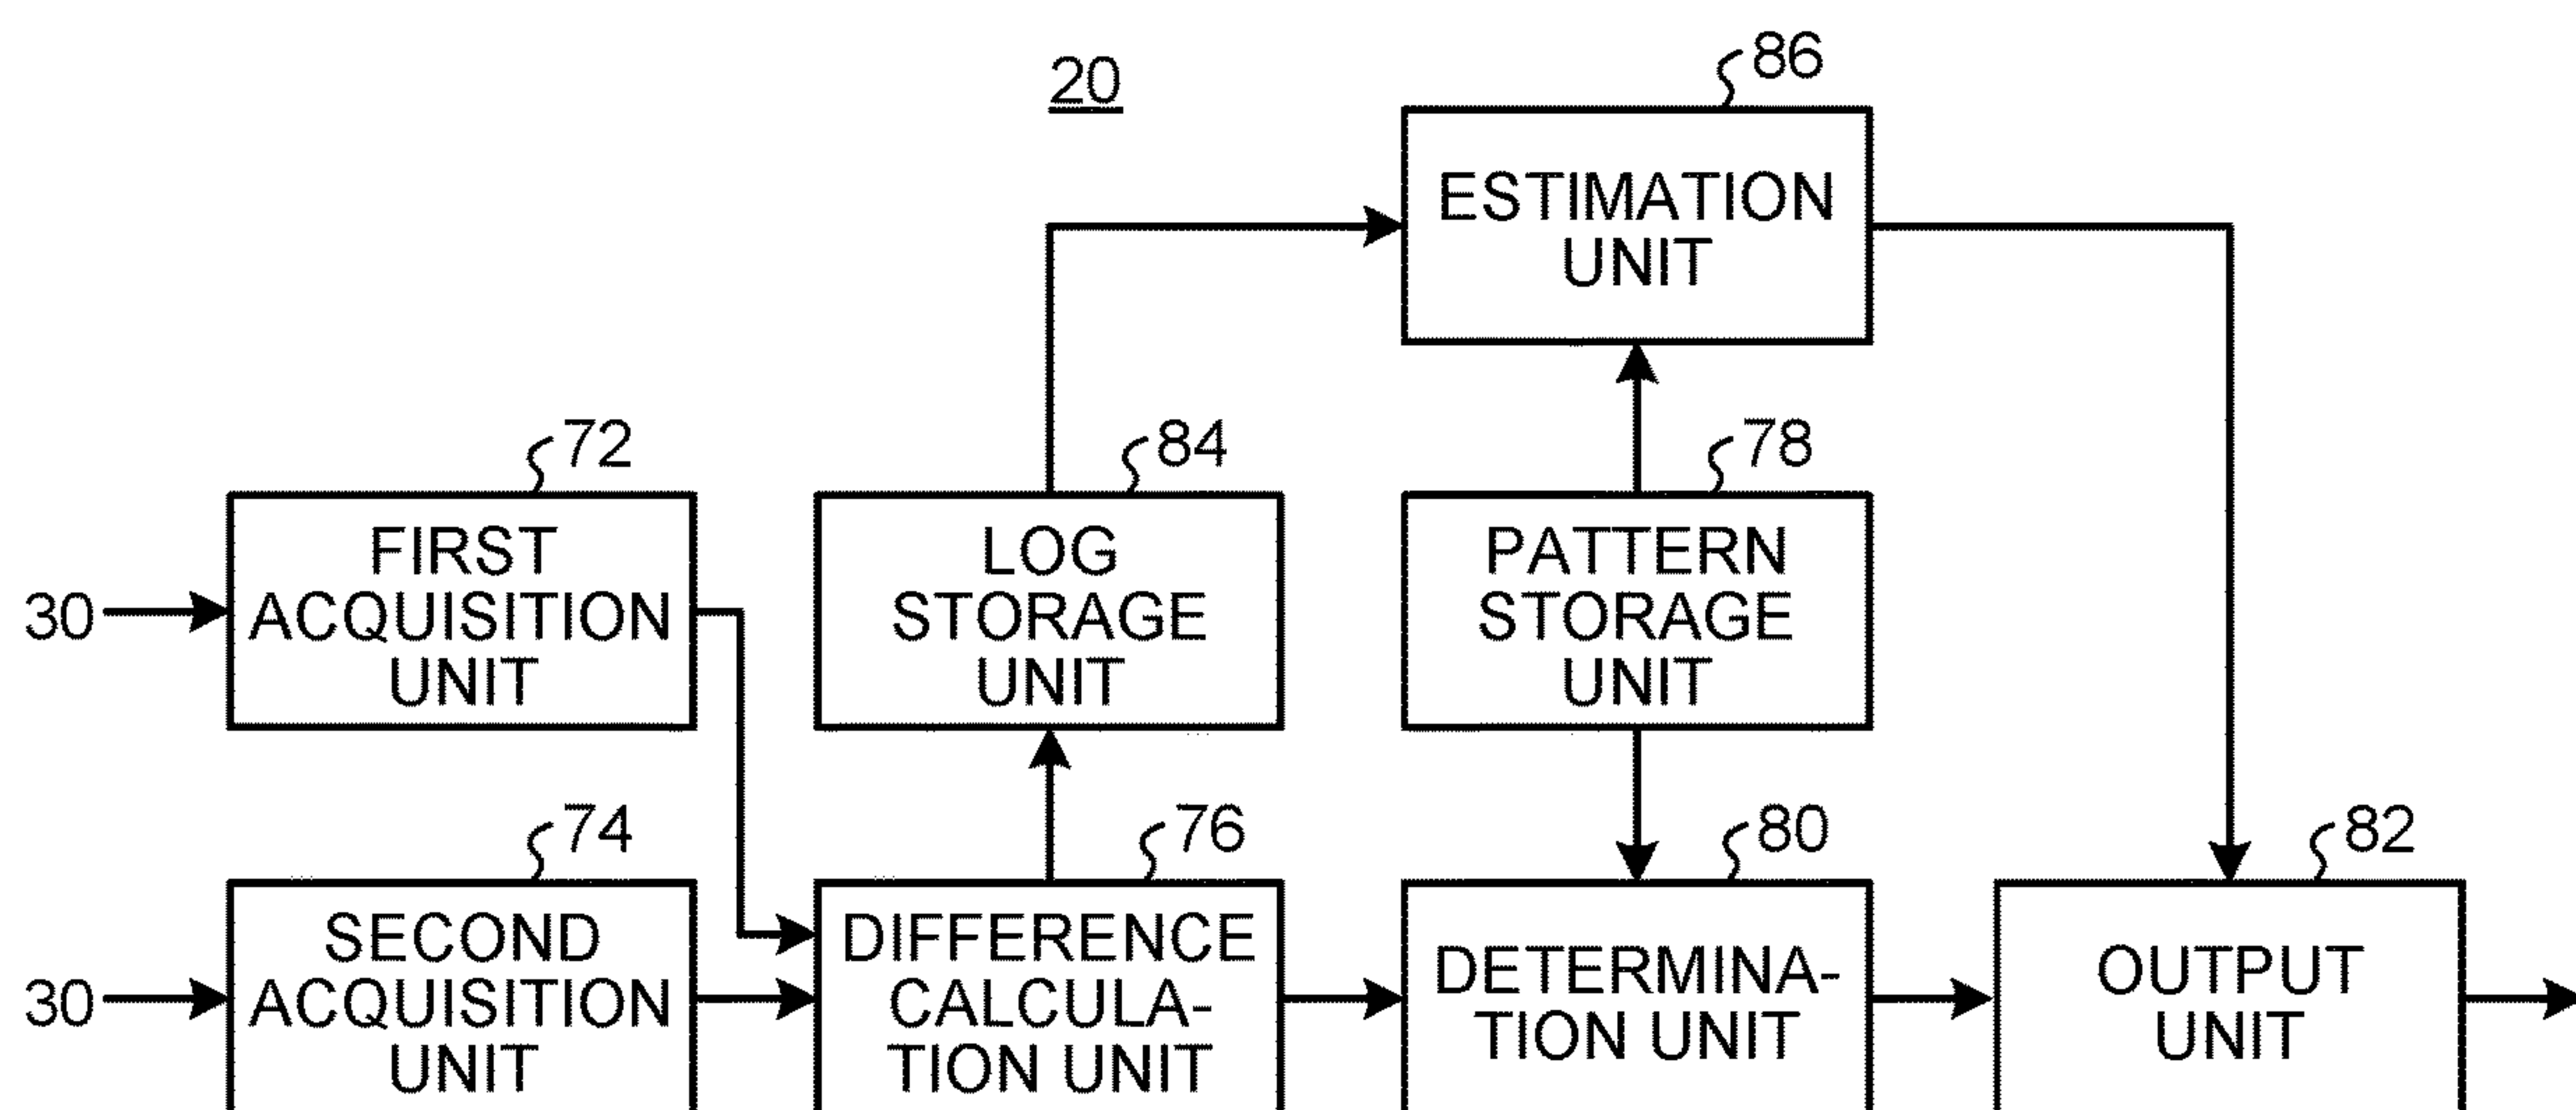 20
86
ESTIMATION
UNIT
72
84
78
30
FIRST
ACQUISITION
UNIT
LOG
STORAGE
UNIT
PATTERN
STORAGE
UNIT
74
76
80
82
30
SECOND
ACQUISITION
UNIT
DIFFERENCE
CALCULA-
TION UNIT
DETERMINA-
TION UNIT
OUTPUT
UNIT